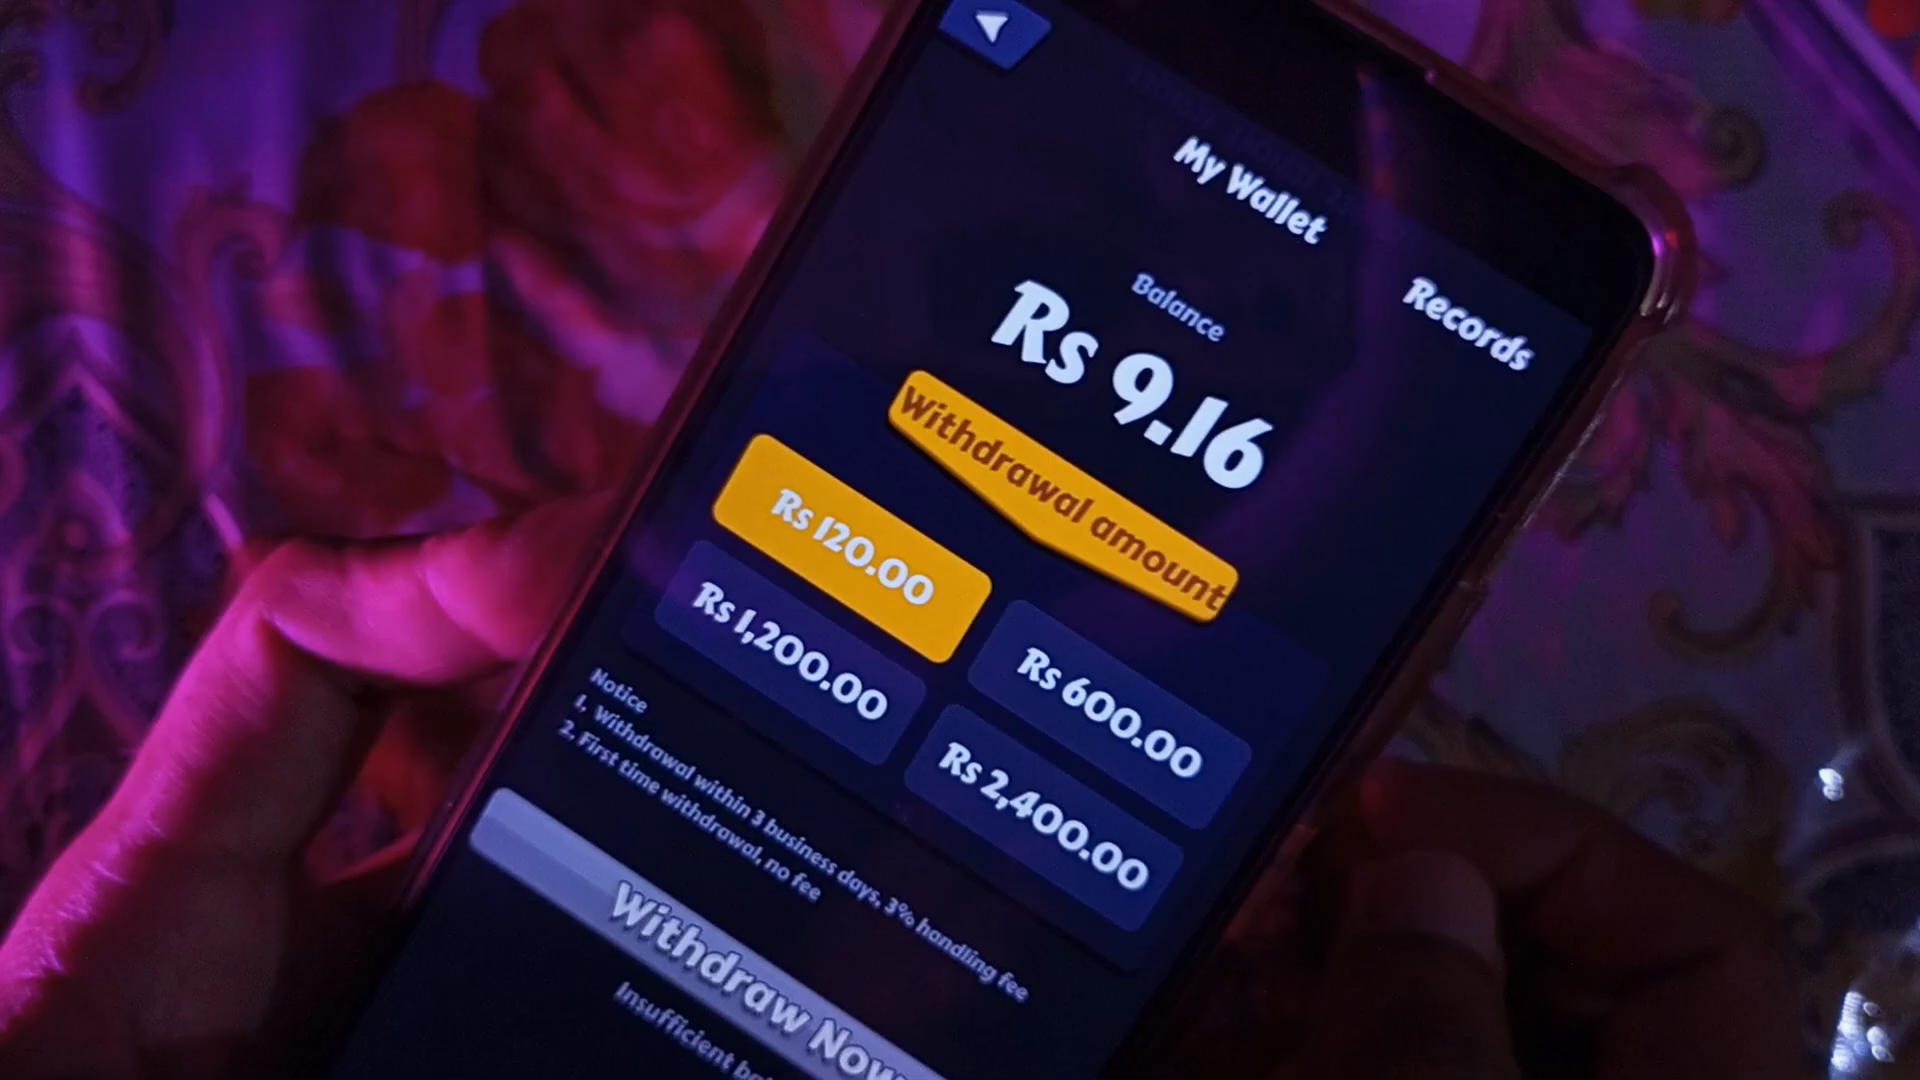 My Wallet
Records
Balance
Rs 9.16
Withdrawal amount
Rs 120.00
Rs 600.00
Rs 1,200.00
Rs 2,400.00
Notice
1. Withdrawal within 3 business days, 3% handling fee
2. First time withdrawal, no fee
Withdraw Now
Insufficient